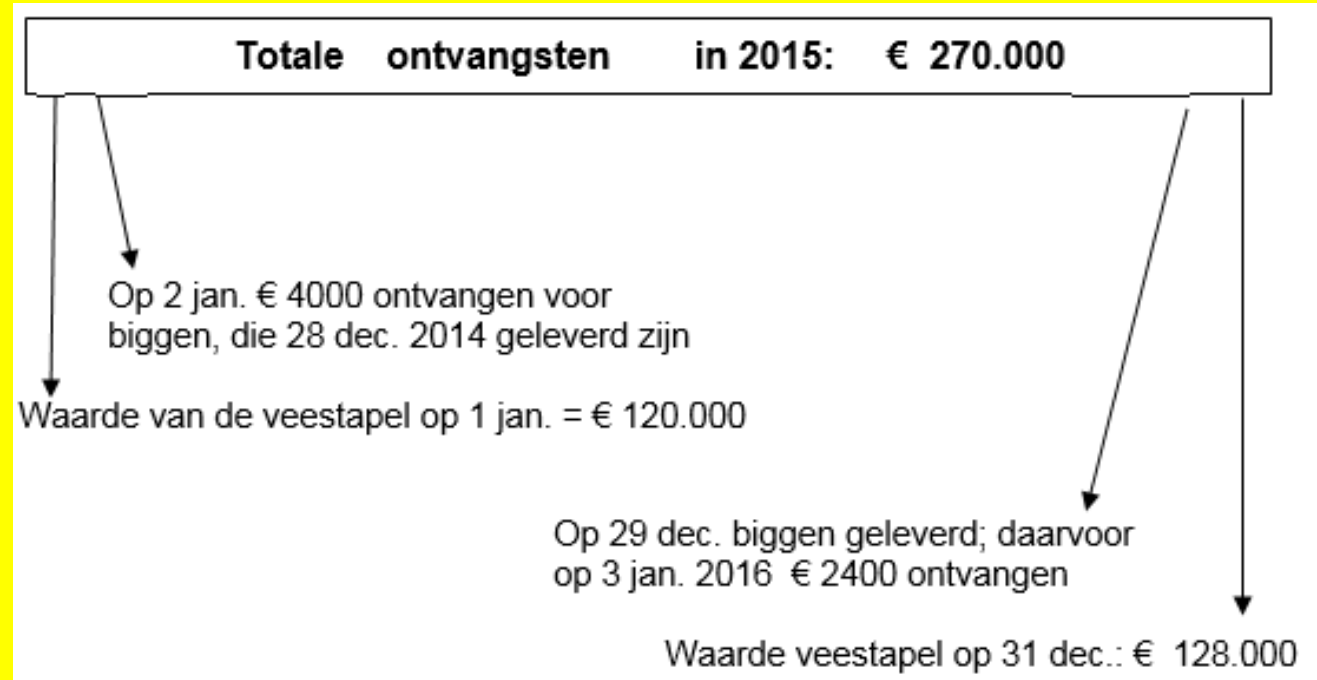 Totale ontvangsten in 2015: € 270.000
Op 2 jan. € 4000 ontvangen voor
biggen, die 28 dec. 2014 geleverd zijn
Waarde van de veestapel op 1 jan. = € 120.000
Op 29 dec. biggen geleverd; daarvoor
op 3 jan. 2016 € 2400 ontvangen
Waarde veestapel op 31 dec.: € 128.000